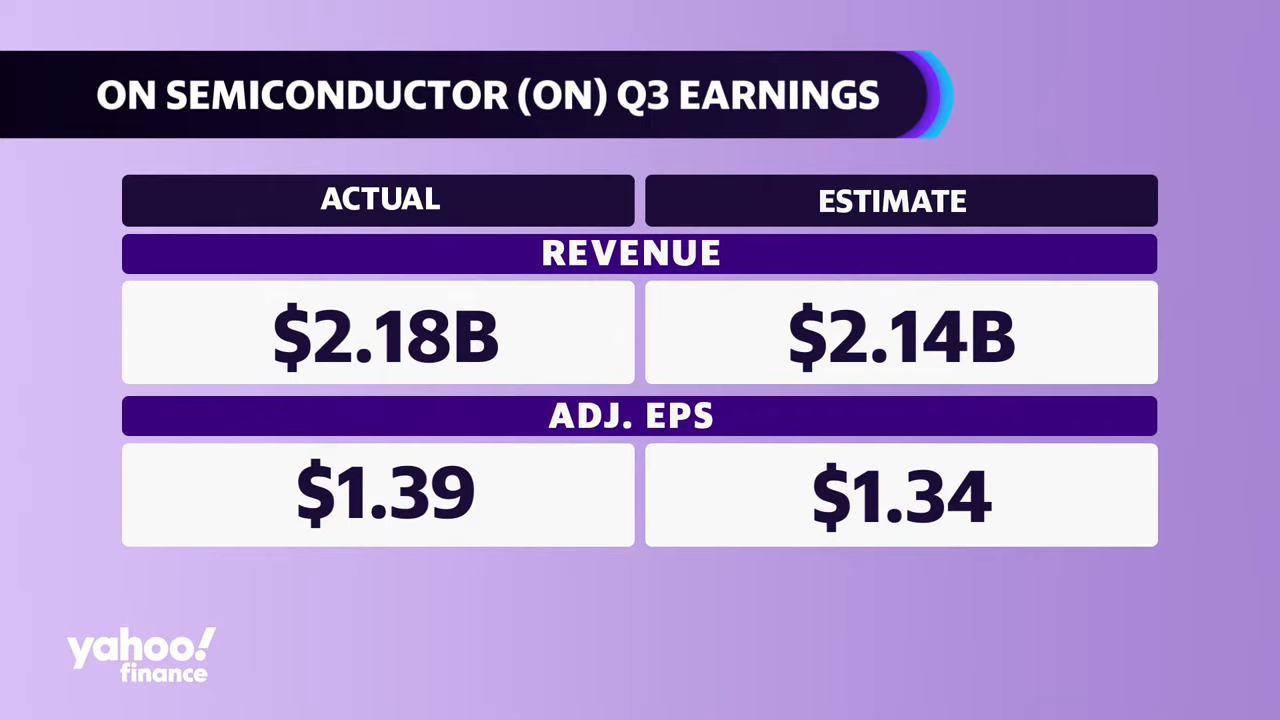 ON SEMICONDUCTOR (ON) Q3 EARNINGS
ACTUAL ESTIMATE
REVENUE
$2.18B $2.14B
ADJ. EPS
$1.39 $1.34
yahoo!
finance